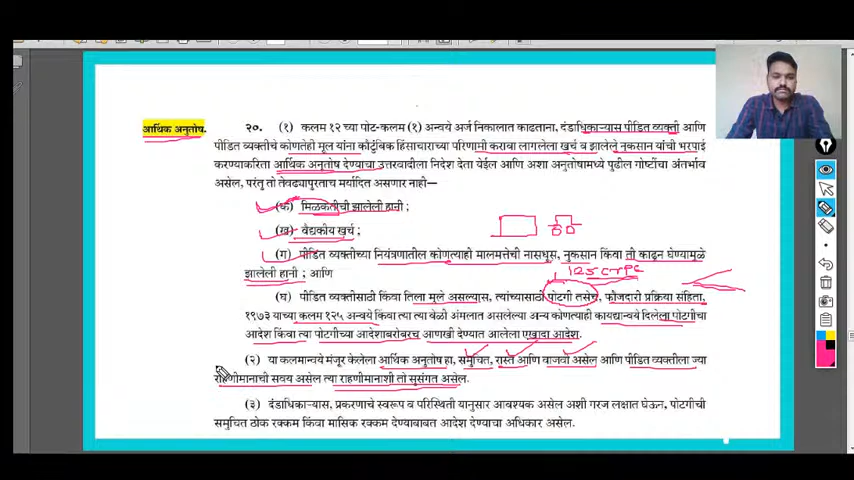 आर्थिक अनुतोष.
२०. (१) कलम १२ च्या पोट-कलम (१) अन्वये अर्ज निकालात काढताना, दंडाधिकाऱ्यास पीडित व्यक्ती आणि
पीडित व्यक्तीचे कोणतेही मूल यांना कौटुंबिक हिंसाचाराच्या परिणामी करावा लागलेला खर्च व झालेले नुकसान यांची भरपाई
करण्याकरिता आर्थिक अनुतोष देण्याचा उत्तरवादीला निदेश देता येईल आणि अशा अनुतोषामध्ये पुढील गोष्टींचा अंतर्भाव
असेल, परंतु तो तेवढ्यापुरताच मर्यादित असणार नाही—
(क) मिळकतीची झालेली हानी ;
(ख) वैद्यकीय खर्च ;
(ग) पीडित व्यक्तीच्या नियंत्रणातील कोणत्याही मालमत्तेची नासधूस, नुकसान किंवा ती काढून घेण्यामुळे
झालेली हानी ; आणि
125 CrPC
(घ) पीडित व्यक्तीसाठी किंवा तिला मूले असल्यास, त्यांच्यासाठी पोटगी तसेच, फौजदारी प्रक्रिया संहिता,
१९७३ याच्या कलम १२५ अन्वये किंवा त्या त्या वेळी अंमलात असलेल्या अन्य कोणत्याही कायद्यान्वये दिलेला पोटगीचा
आदेश किंवा त्या पोटगीच्या आदेशाबरोबरच आणखी देण्यात आलेला एखादा आदेश.
(२) या कलमान्वये मंजूर केलेला आर्थिक अनुतोष हा, समुचित, रास्त आणि वाजवी असेल आणि पीडित व्यक्तीला ज्या
राहणीमानाची सवय असेल त्या राहणीमानाशी तो सुसंगत असेल.
(३) दंडाधिकाऱ्यास, प्रकरणाचे स्वरूप व परिस्थिती यानुसार आवश्यक असेल अशी गरज लक्षात घेऊन, पोटगीची
समुचित ठोक रक्कम किंवा मासिक रक्कम देण्याबाबत आदेश देण्याचा अधिकार असेल.